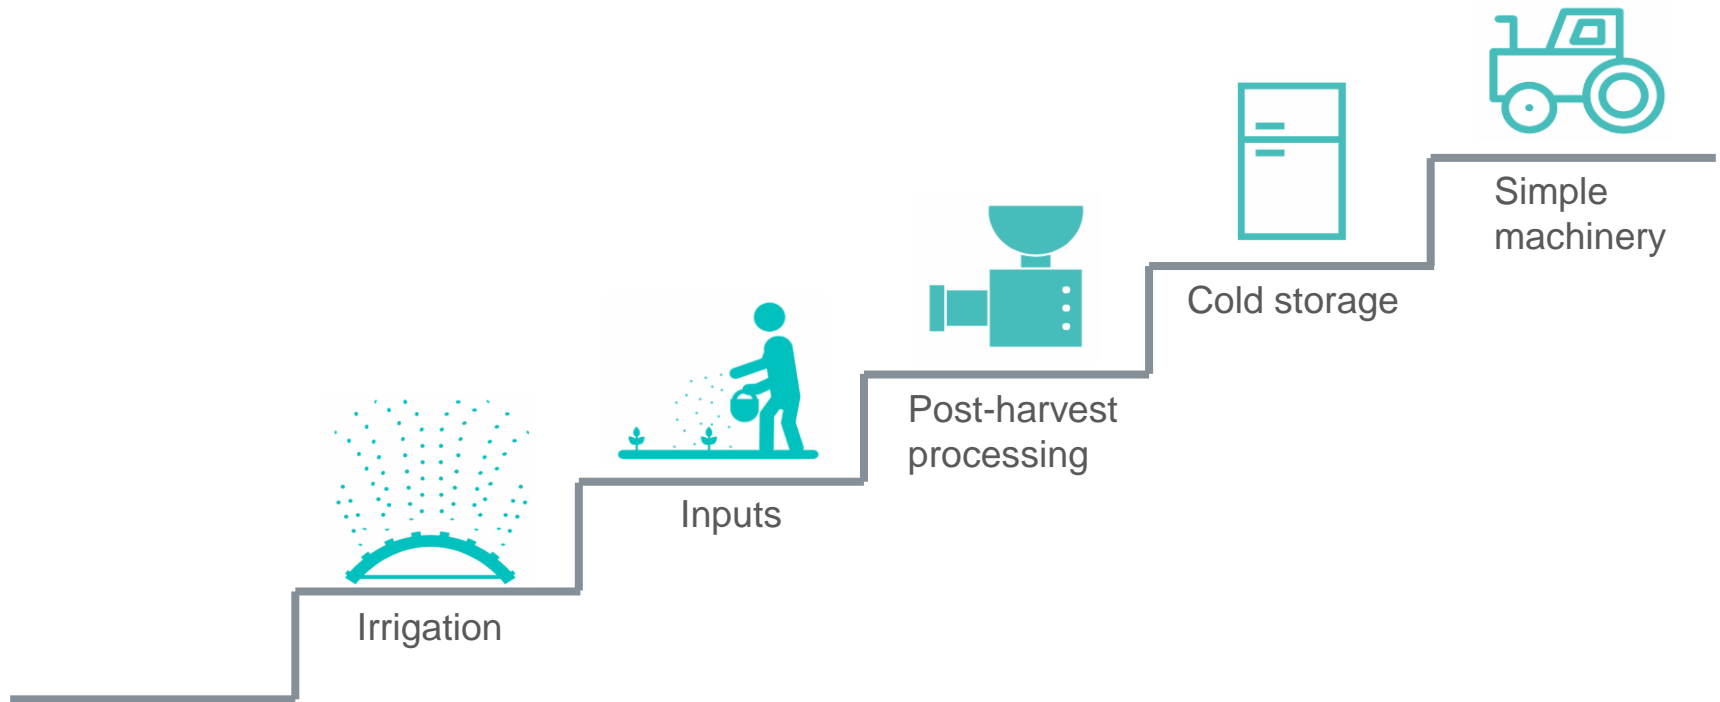 Irrigation
Inputs
Post-harvest
processing
Cold storage
Simple
machinery